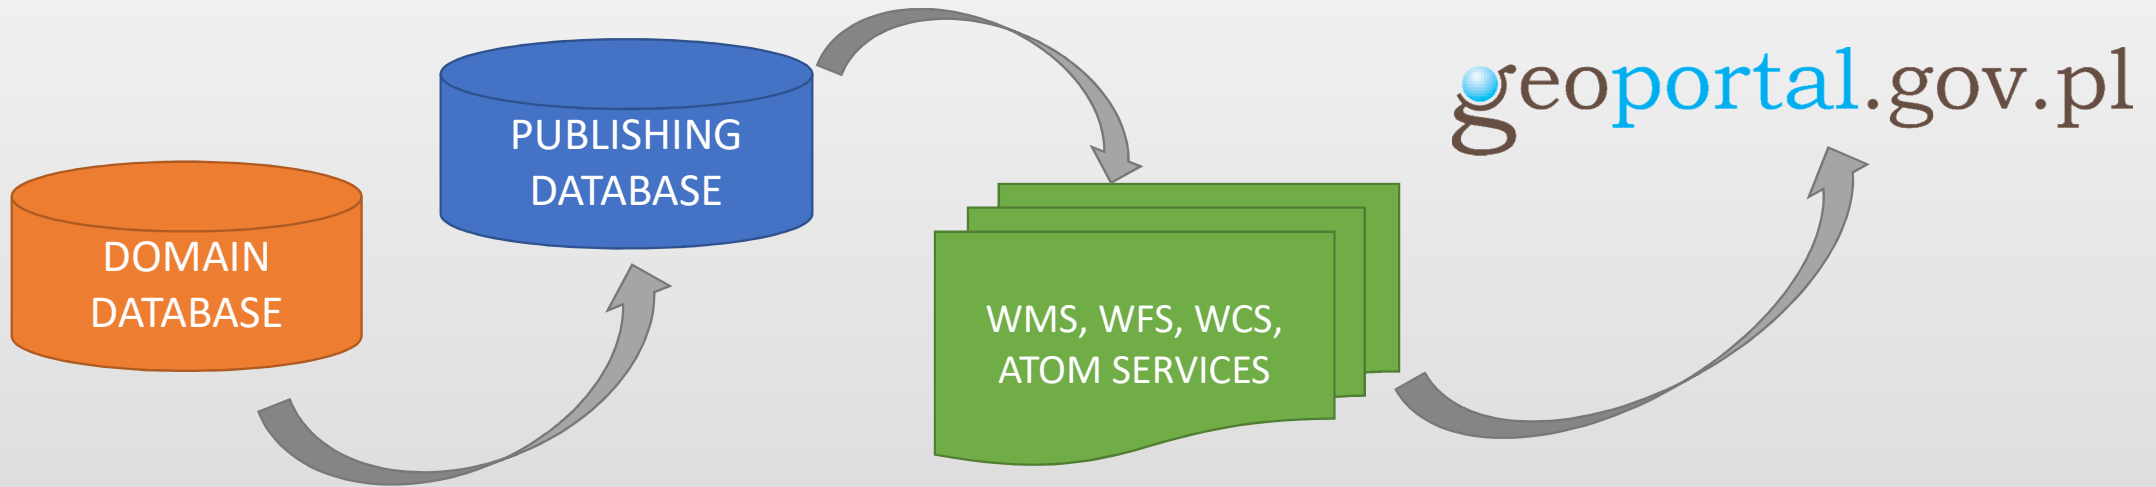 DOMAIN
DATABASE
PUBLISHING
DATABASE
WMS, WFS, WCS,
ATOM SERVICES
geoportal.gov.pl